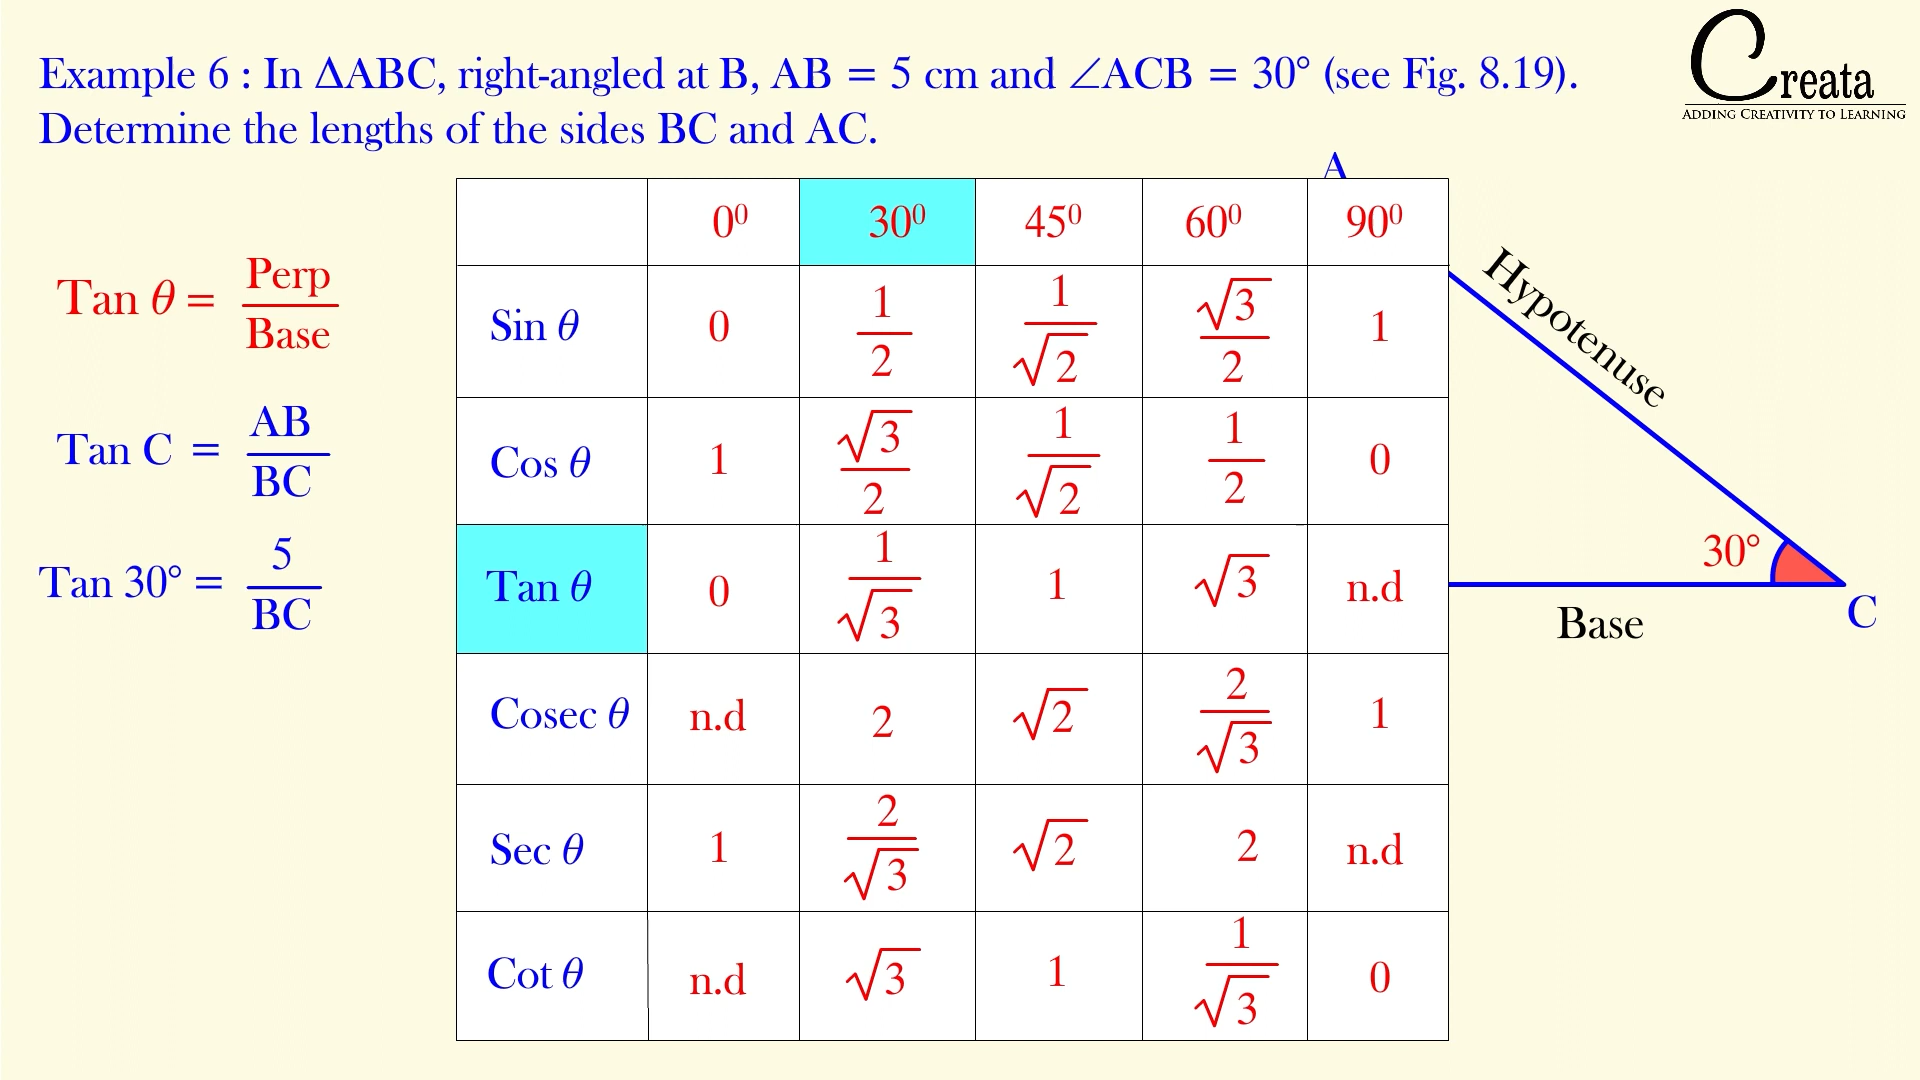 Example 6 : In ΔABC, right-angled at B, AB = 5 cm and ∠ACB = 30° (see Fig. 8.19).
Determine the lengths of the sides BC and AC.
Creata
ADDING CREATIVITY TO LEARNING
A
Tan θ = Perp / Base
Tan C = AB / BC
Tan 30° = 5 / BC
0⁰ 30⁰ 45⁰ 60⁰ 90⁰
Sin θ 0 1/2 1/√2 √3/2 1
Cos θ 1 √3/2 1/√2 1/2 0
Tan θ 0 1/√3 1 √3 n.d
Cosec θ n.d 2 √2 2/√3 1
Sec θ 1 2/√3 √2 2 n.d
Cot θ n.d √3 1 1/√3 0
Hypotenuse
30°
C
Base